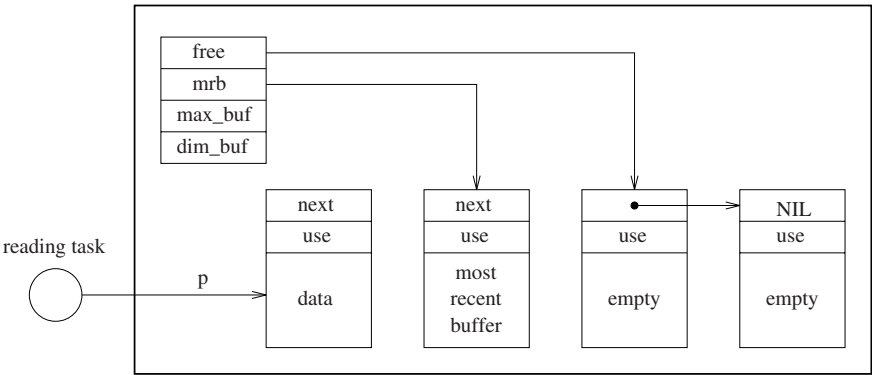 free
mrb
max_buf
dim_buf
next
next
NIL
use
use
use
use
reading task
p
data
most
recent
buffer
empty
empty